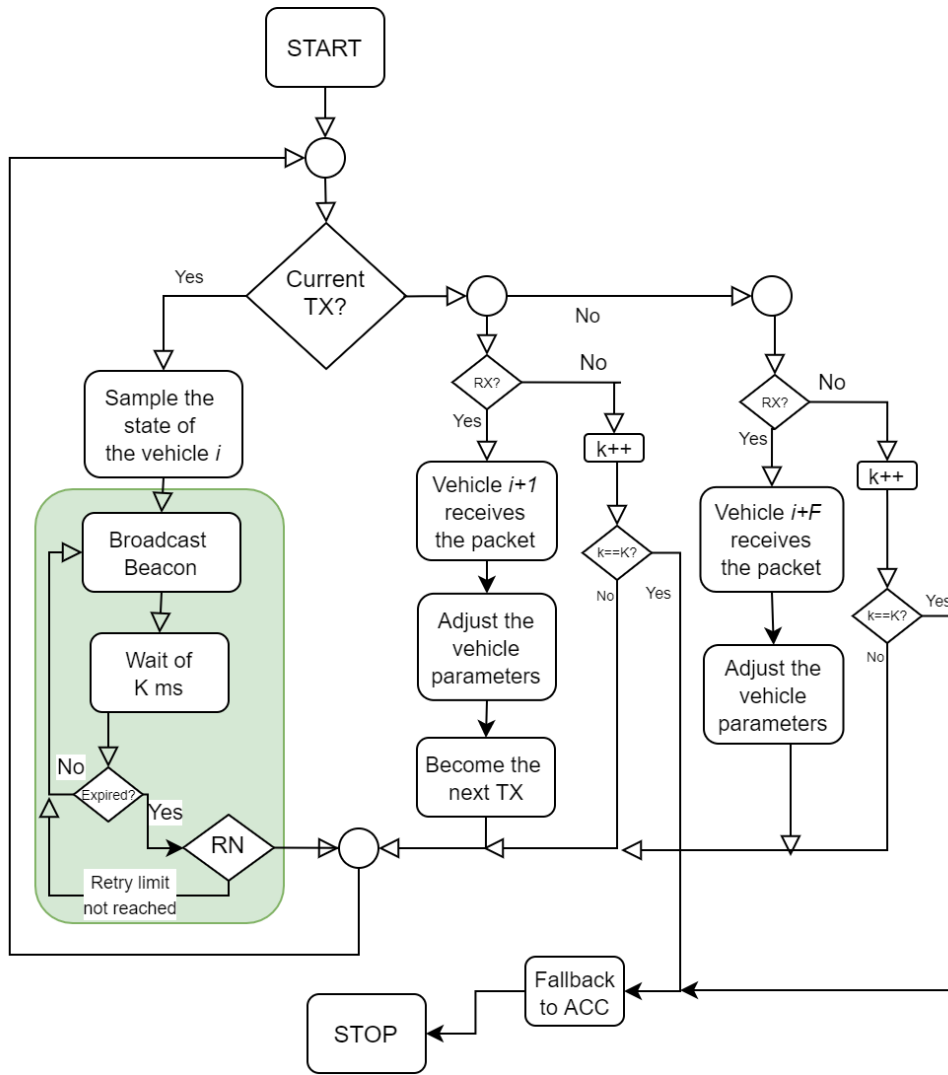 START
Current
TX?
Yes
No
Sample the
state of
the vehicle i
Broadcast
Beacon
Wait of
K ms
No
Expired?
Yes
RN
Retry limit
not reached
RX?
No
Yes
k++
Vehicle i+1
receives
the packet
k==K?
No
Yes
Adjust the
vehicle
parameters
Become the
next TX
RX?
No
Yes
k++
Vehicle i+F
receives
the packet
k==K?
Yes
No
Adjust the
vehicle
parameters
Fallback
to ACC
STOP